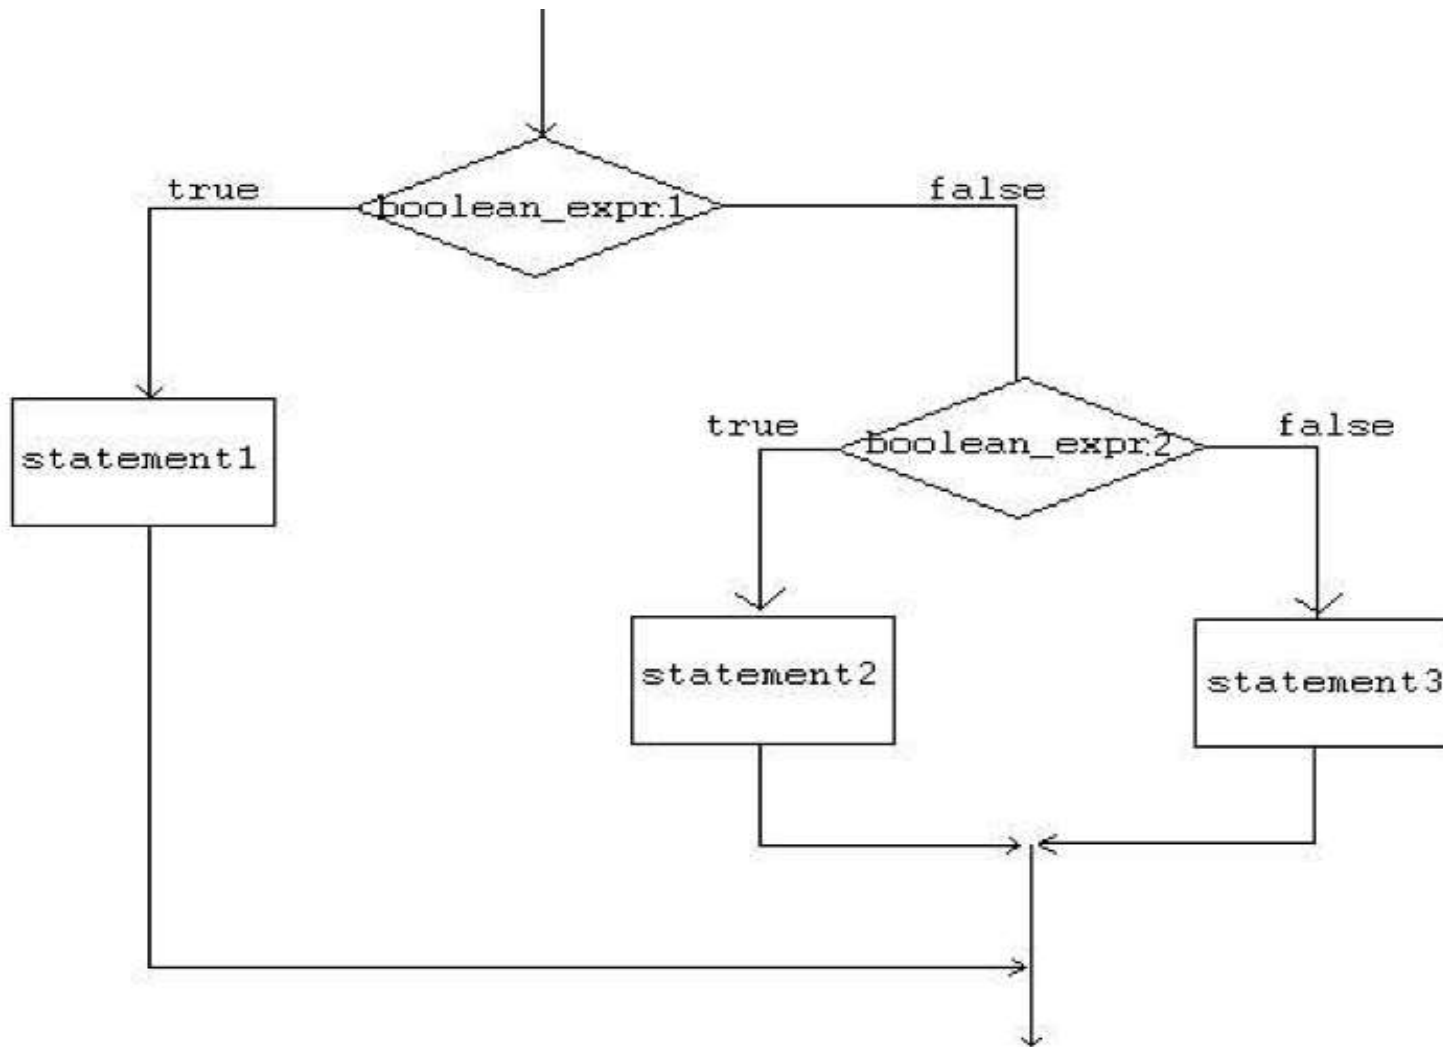 true
false
boolean_expr1
true
false
boolean_expr2
statement1
statement2
statement3